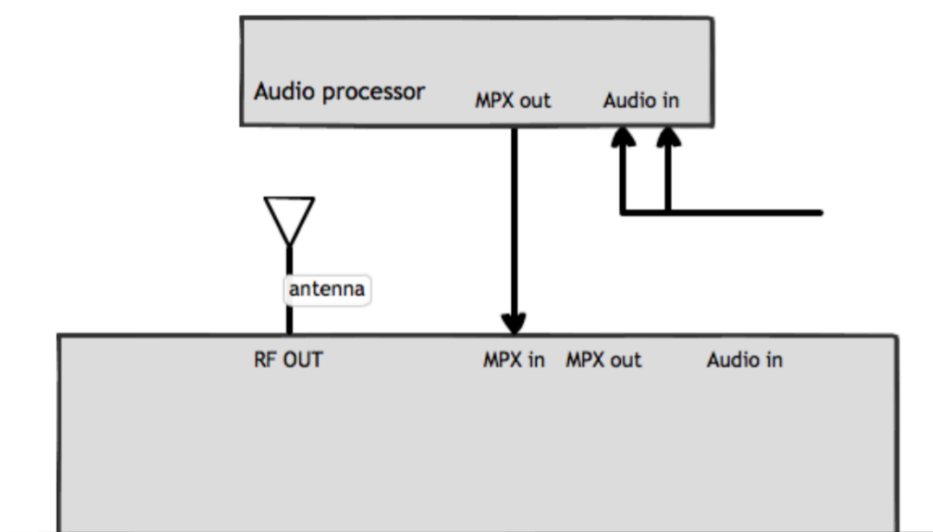 Audio processor
MPX out
Audio in
antenna
RF OUT
MPX in
MPX out
Audio in